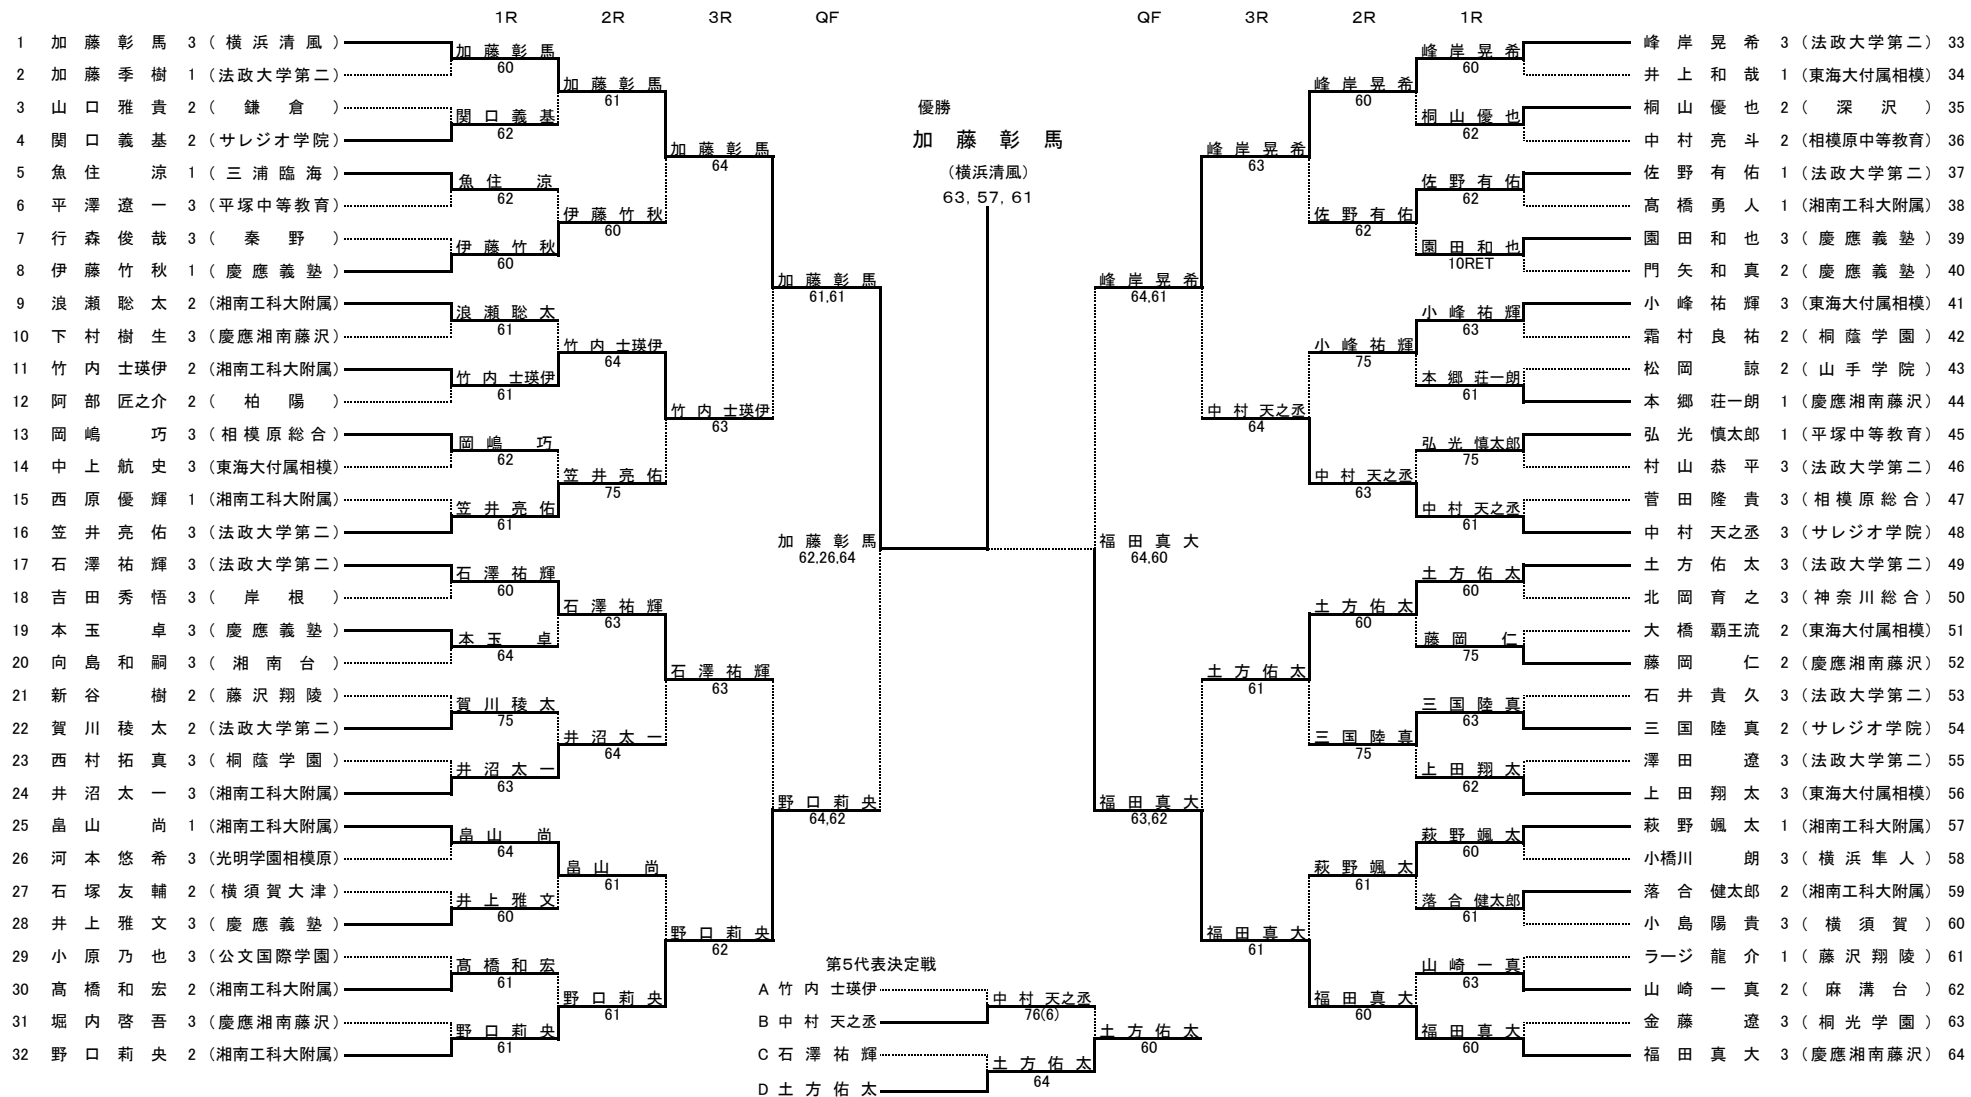 1R 2R 3R QF QF 3R 2R 1R
1 加藤彰馬 3 (横浜清風)
2 加藤季樹 1 (法政大学第二)
3 山口雅貴 2 (鎌倉)
4 関口義基 2 (サレジオ学院)
5 魚住涼 1 (三浦臨海)
6 平澤遼一 3 (平塚中等教育)
7 行森俊哉 3 (秦野)
8 伊藤竹秋 1 (慶應義塾)
9 浪瀬聡太 2 (湘南工科大附属)
10 下村樹生 3 (慶應湘南藤沢)
11 竹内士瑛伊 2 (湘南工科大附属)
12 阿部匠之介 2 (柏陽)
13 岡嶋巧 3 (相模原総合)
14 中上航史 3 (東海大付属相模)
15 西原優輝 1 (湘南工科大附属)
16 笠井亮佑 3 (法政大学第二)
17 石澤祐輝 3 (法政大学第二)
18 吉田秀悟 3 (岸根)
19 本玉卓 3 (慶應義塾)
20 向島和嗣 3 (湘南台)
21 新谷樹 2 (藤沢翔陵)
22 賀川稜太 2 (法政大学第二)
23 西村拓真 3 (桐蔭学園)
24 井沼太一 3 (湘南工科大附属)
25 畠山尚 1 (湘南工科大附属)
26 河本悠希 3 (光明学園相模原)
27 石塚友輔 2 (横須賀大津)
28 井上雅文 3 (慶應義塾)
29 小原乃也 3 (公文国際学園)
30 髙橋和宏 2 (湘南工科大附属)
31 堀内啓吾 3 (慶應湘南藤沢)
32 野口莉央 2 (湘南工科大附属)
加藤彰馬
60
関口義基
62
魚住涼
62
伊藤竹秋
60
浪瀬聡太
61
竹内士瑛伊
61
岡嶋巧
62
笠井亮佑
61
石澤祐輝
60
本玉卓
64
賀川稜太
75
井沼太一
63
畠山尚
64
井上雅文
60
髙橋和宏
61
野口莉央
61
加藤彰馬
61
伊藤竹秋
60
竹内士瑛伊
64
笠井亮佑
75
石澤祐輝
63
井沼太一
64
畠山尚
61
野口莉央
61
加藤彰馬
64
竹内士瑛伊
63
石澤祐輝
63
野口莉央
62
加藤彰馬
61,61
野口莉央
64,62
加藤彰馬
62,26,64
優勝
加藤彰馬
(横浜清風)
63, 57, 61
福田真大
64,60
峰岸晃希
64,61
福田真大
63,62
峰岸晃希
63
中村天之丞
64
土方佑太
61
福田真大
61
峰岸晃希
60
佐野有佑
62
小峰祐輝
75
中村天之丞
63
土方佑太
60
三国陸真
75
萩野颯太
61
福田真大
60
峰岸晃希
60
桐山優也
62
佐野有佑
62
園田和也
10RET
小峰祐輝
63
本郷荘一朗
61
弘光慎太郎
75
中村天之丞
61
土方佑太
60
藤岡仁
75
三国陸真
63
上田翔太
62
萩野颯太
60
落合健太郎
61
山崎一真
63
福田真大
60
峰岸晃希 3 (法政大学第二) 33
井上和哉 1 (東海大付属相模) 34
桐山優也 2 (深沢) 35
中村亮斗 2 (相模原中等教育) 36
佐野有佑 1 (法政大学第二) 37
髙橋勇人 1 (湘南工科大附属) 38
園田和也 3 (慶應義塾) 39
門矢和真 2 (慶應義塾) 40
小峰祐輝 3 (東海大付属相模) 41
霜村良祐 2 (桐蔭学園) 42
松岡諒 2 (山手学院) 43
本郷荘一朗 1 (慶應湘南藤沢) 44
弘光慎太郎 1 (平塚中等教育) 45
村山恭平 3 (法政大学第二) 46
菅田隆貴 3 (相模原総合) 47
中村天之丞 3 (サレジオ学院) 48
土方佑太 3 (法政大学第二) 49
北岡育之 3 (神奈川総合) 50
大橋覇王流 2 (東海大付属相模) 51
藤岡仁 2 (慶應湘南藤沢) 52
石井貴久 3 (法政大学第二) 53
三国陸真 2 (サレジオ学院) 54
澤田遼 3 (法政大学第二) 55
上田翔太 3 (東海大付属相模) 56
萩野颯太 1 (湘南工科大附属) 57
小橋川朗 3 (横浜隼人) 58
落合健太郎 2 (湘南工科大附属) 59
小島陽貴 3 (横須賀) 60
ラージ龍介 1 (藤沢翔陵) 61
山崎一真 2 (麻溝台) 62
金藤遼 3 (桐光学園) 63
福田真大 3 (慶應湘南藤沢) 64
第5代表決定戦
A 竹内士瑛伊
B 中村天之丞
C 石澤祐輝
D 土方佑太
中村天之丞
76(6)
土方佑太
64
土方佑太
60